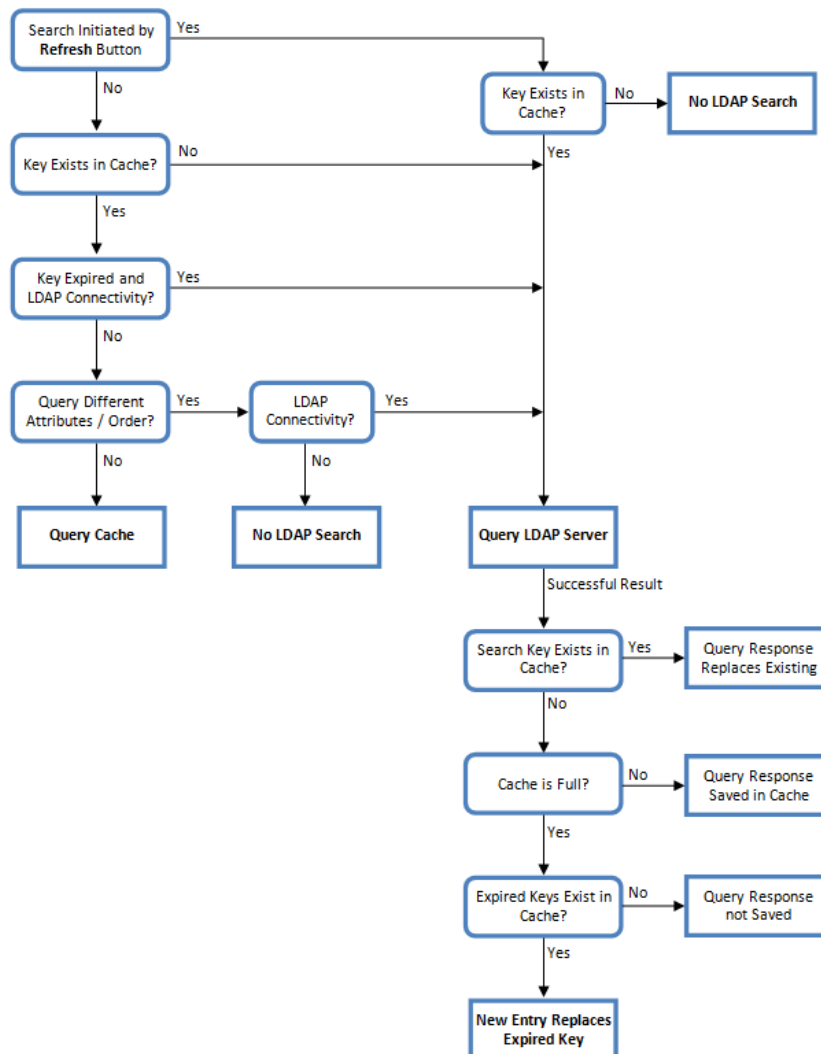 Search Initiated by
Refresh Button
Yes
No
Key Exists in
Cache?
No
No LDAP Search
Yes
Key Exists in Cache?
No
Yes
Key Expired and
LDAP Connectivity?
Yes
No
Query Different
Attributes / Order?
Yes
LDAP
Connectivity?
Yes
No
No
Query Cache
No LDAP Search
Query LDAP Server
Successful Result
Search Key Exists in
Cache?
Yes
Query Response
Replaces Existing
No
Cache is Full?
No
Query Response
Saved in Cache
Yes
Expired Keys Exist in
Cache?
No
Query Response
not Saved
Yes
New Entry Replaces
Expired Key